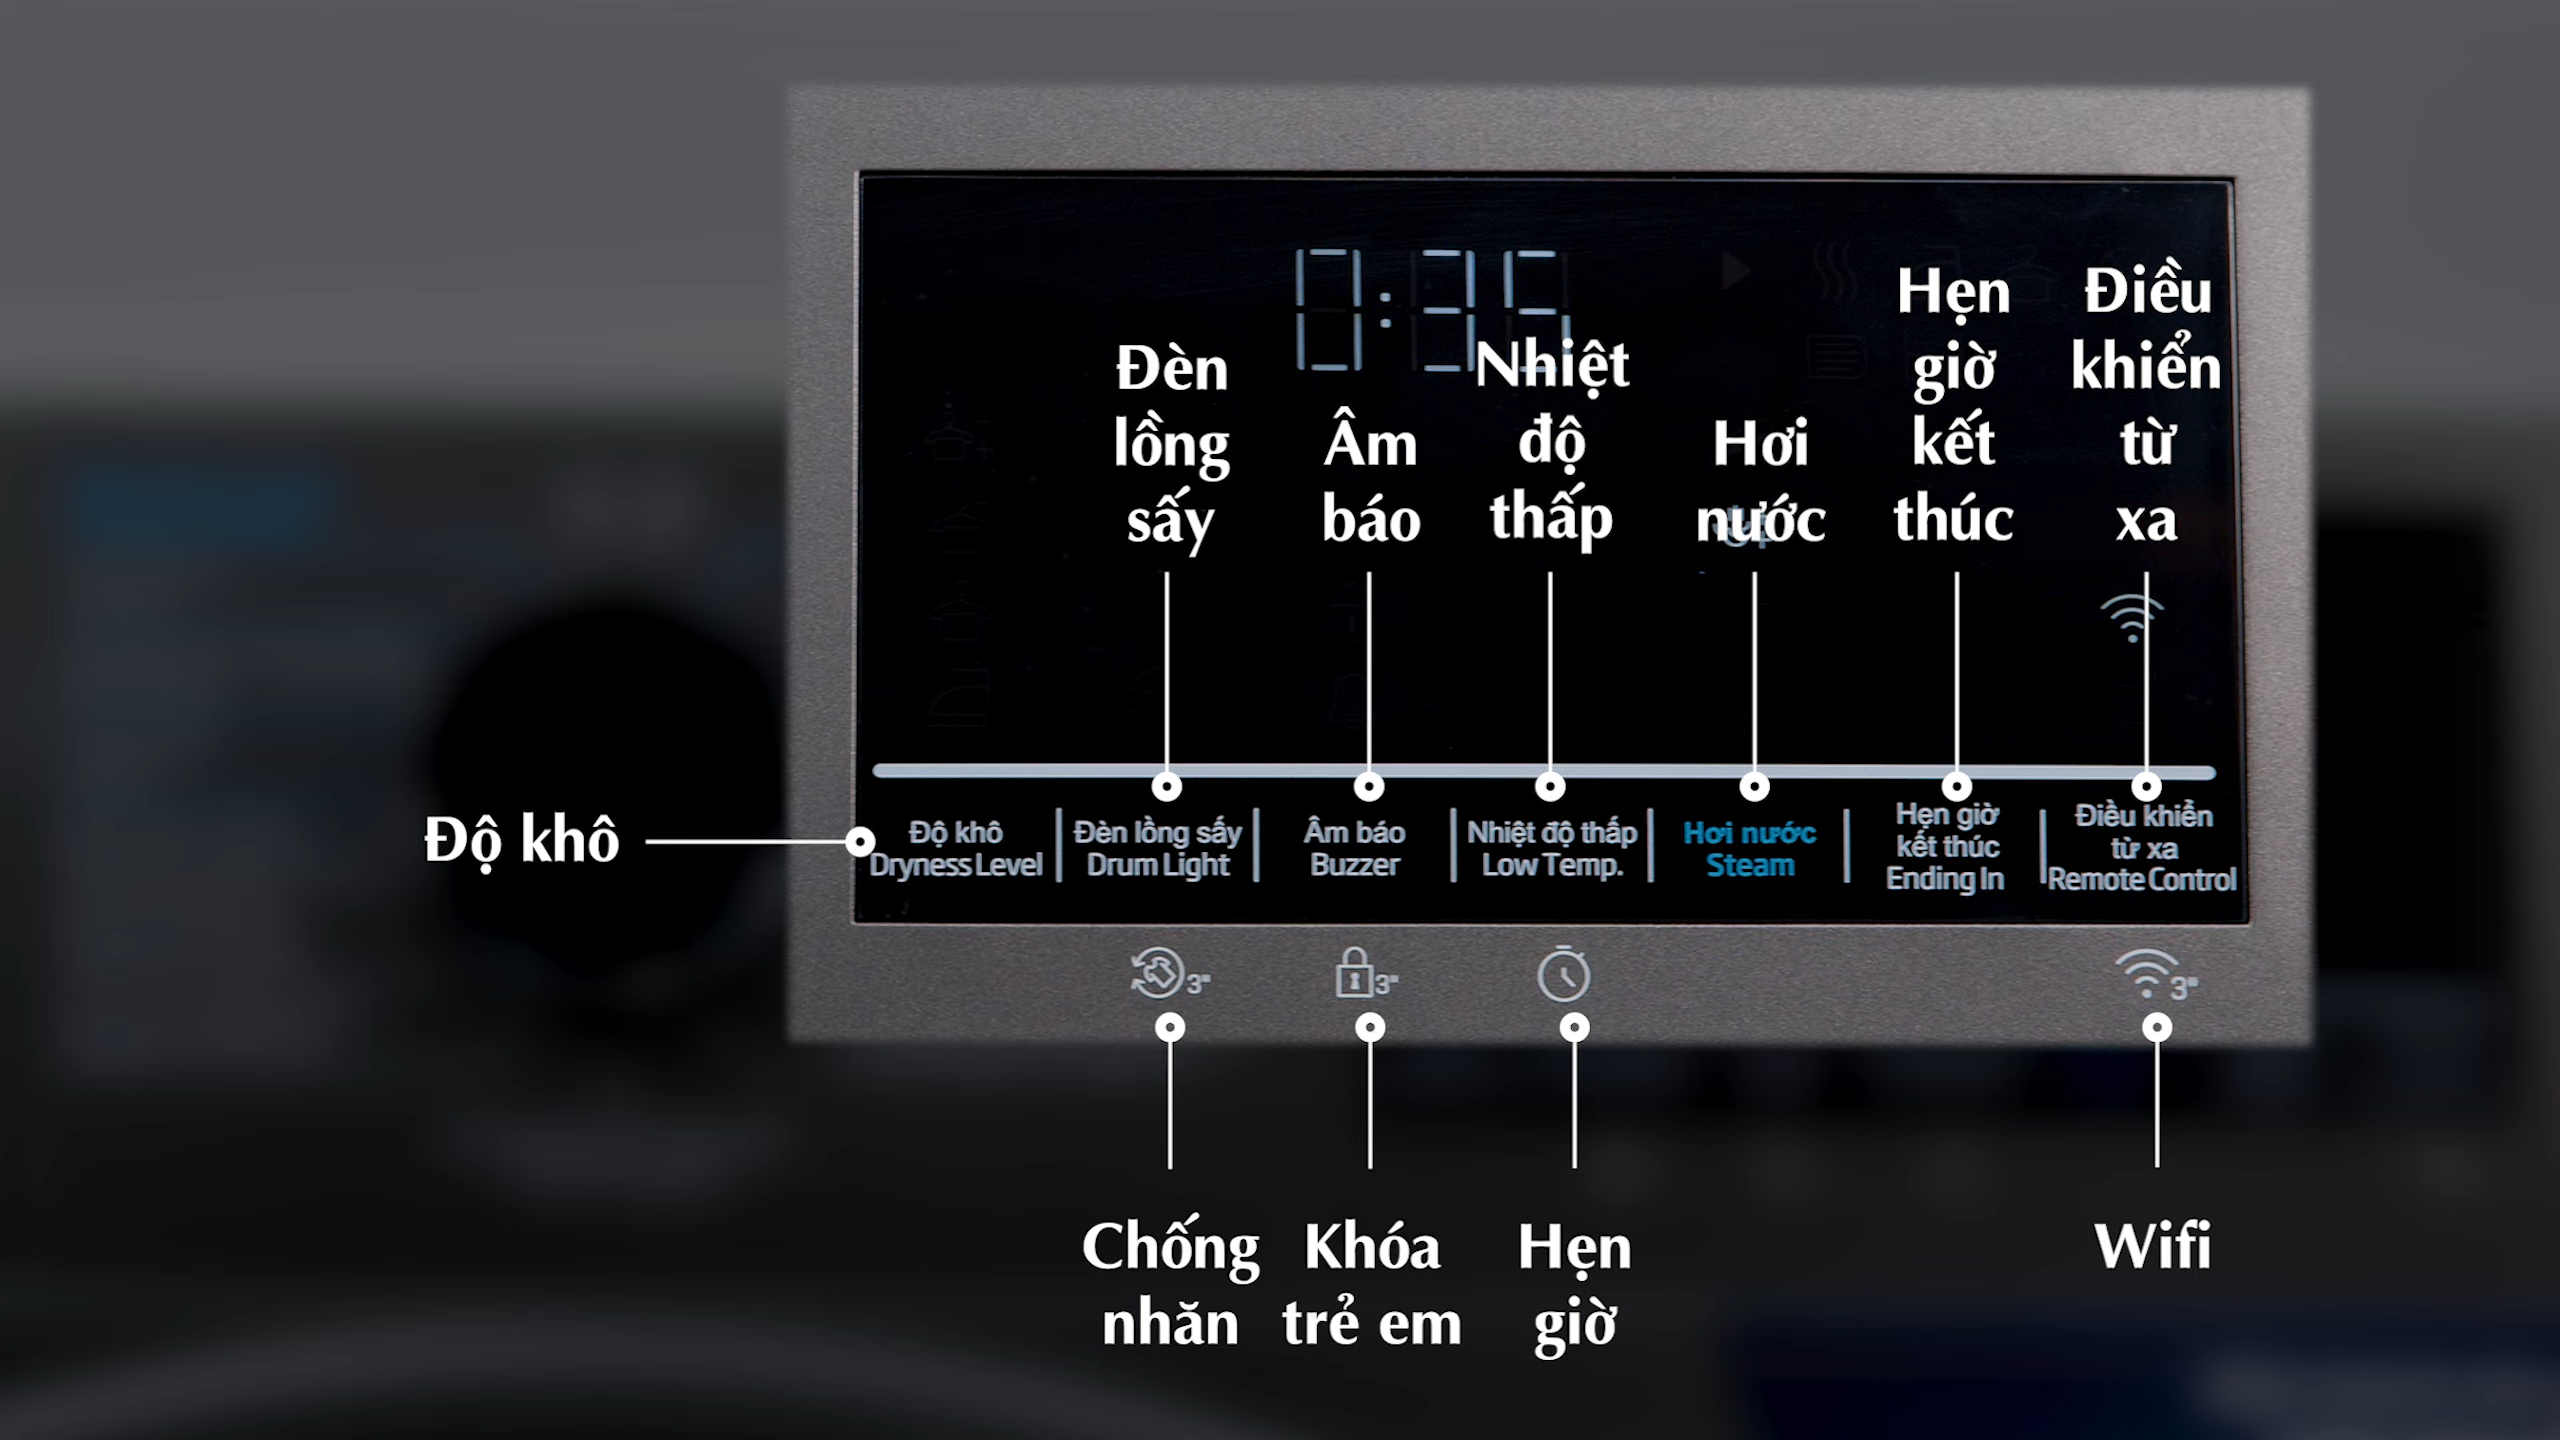 0:35
Đèn
lồng
sấy
Âm
báo
Nhiệt
độ
thấp
Hơi
nước
Hẹn
giờ
kết
thúc
Điều
khiển
từ
xa
Độ khô
Độ khô
Dryness Level
Đèn lồng sấy
Drum Light
Âm báo
Buzzer
Nhiệt độ thấp
Low Temp.
Hơi nước
Steam
Hẹn giờ
kết thúc
Ending In
Điều khiển
từ xa
Remote Control
3"
3"
3"
Chống
nhăn
Khóa
trẻ em
Hẹn
giờ
Wifi